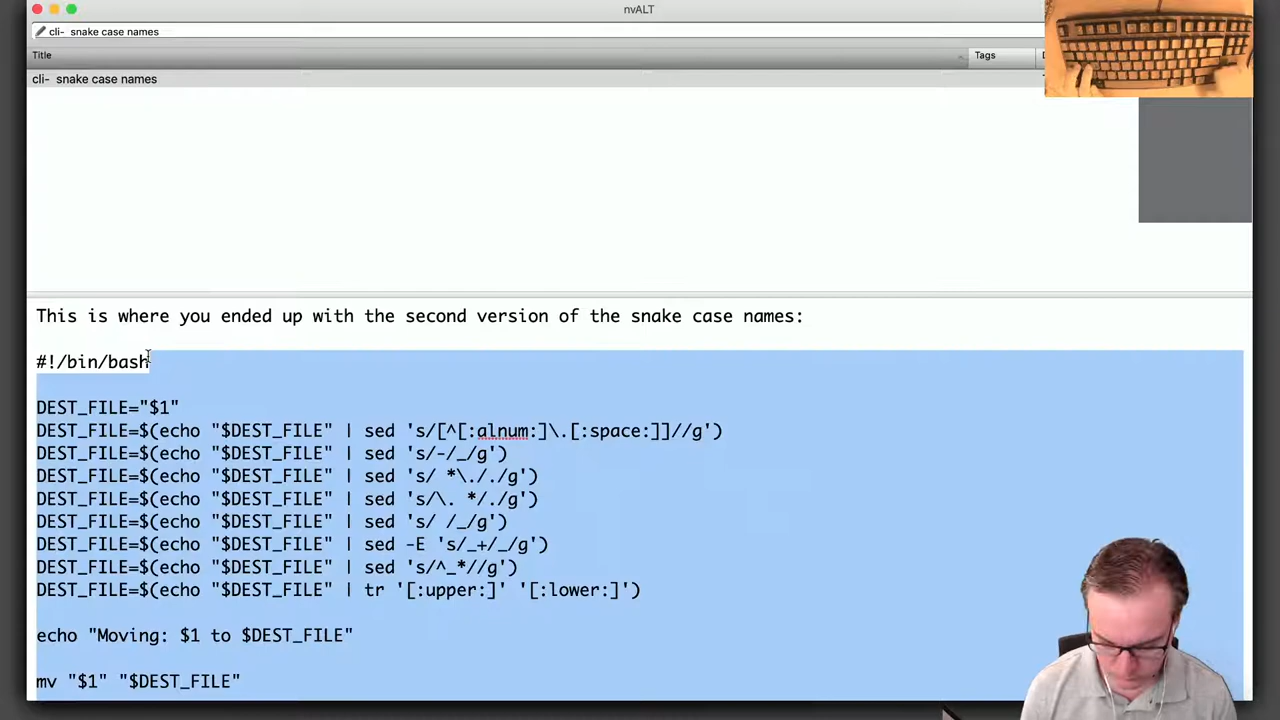 nvALT
cli-  snake case names
Title
Tags
cli-  snake case names
This is where you ended up with the second version of the snake case names:
#!/bin/bash
DEST_FILE="$1"
DEST_FILE=$(echo "$DEST_FILE" | sed 's/[^[:alnum:]\.[:space:]]//g')
DEST_FILE=$(echo "$DEST_FILE" | sed 's/-/_/g')
DEST_FILE=$(echo "$DEST_FILE" | sed 's/ *\././g')
DEST_FILE=$(echo "$DEST_FILE" | sed 's/\. */./g')
DEST_FILE=$(echo "$DEST_FILE" | sed 's/ /_/g')
DEST_FILE=$(echo "$DEST_FILE" | sed -E 's/_+/_/g')
DEST_FILE=$(echo "$DEST_FILE" | sed 's/^_*//g')
DEST_FILE=$(echo "$DEST_FILE" | tr '[:upper:]' '[:lower:]')
echo "Moving: $1 to $DEST_FILE"
mv "$1" "$DEST_FILE"